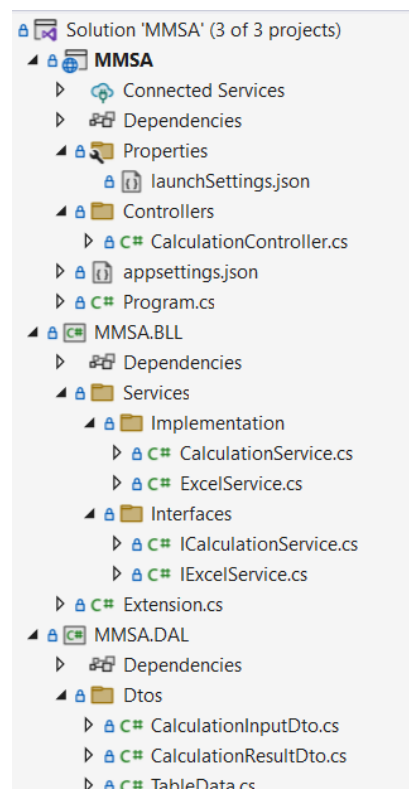 Solution 'MMSA' (3 of 3 projects)
MMSA
Connected Services
Dependencies
Properties
launchSettings.json
Controllers
C# CalculationController.cs
appsettings.json
C# Program.cs
C# MMSA.BLL
Dependencies
Services
Implementation
C# CalculationService.cs
C# ExcelService.cs
Interfaces
C# ICalculationService.cs
C# IExcelService.cs
C# Extension.cs
C# MMSA.DAL
Dependencies
Dtos
C# CalculationInputDto.cs
C# CalculationResultDto.cs
C# TableData.cs